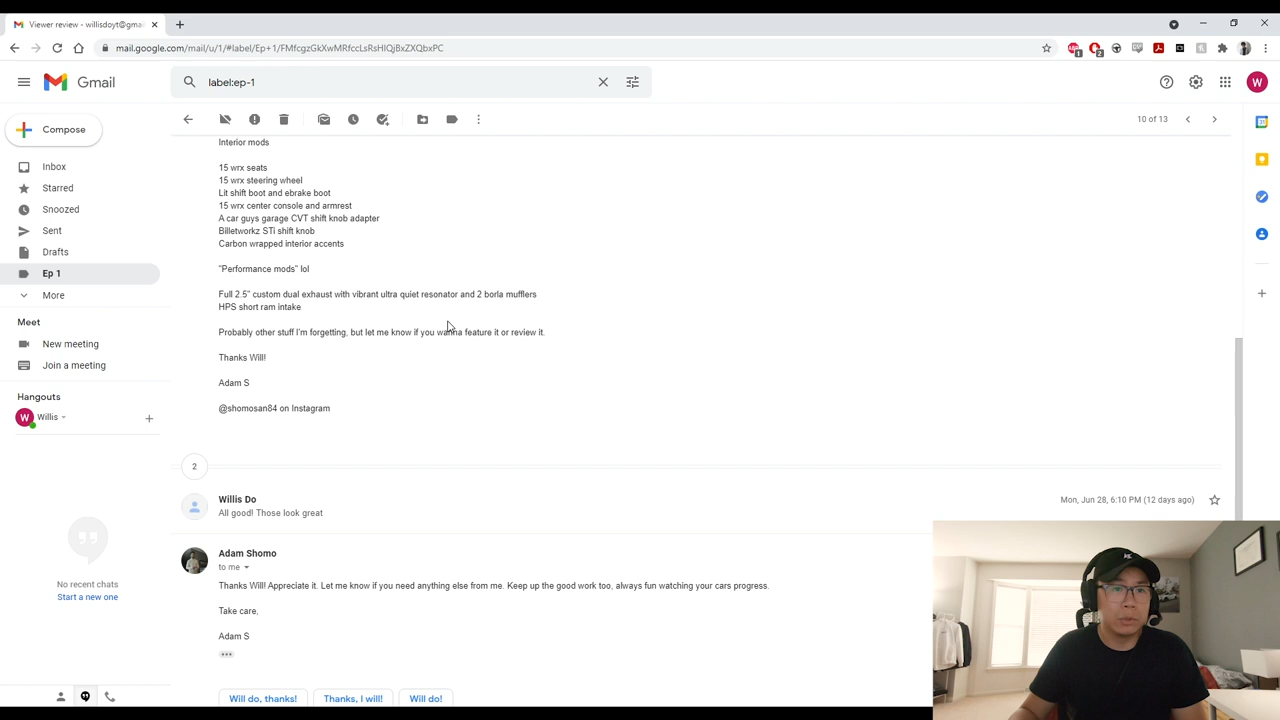 Viewer review - willisdoyt@gmai
mail.google.com/mail/u/1/#label/Ep+1/FMfcgzGkXwMRfccLsRsHlQjBxZXQbxPC
Gmail
label:ep-1
W
Compose
10 of 13
Inbox
Starred
Snoozed
Sent
Drafts
Ep 1
More
Meet
New meeting
Join a meeting
Hangouts
W
Willis
No recent chats
Start a new one
Interior mods
15 wrx seats
15 wrx steering wheel
Lit shift boot and ebrake boot
15 wrx center console and armrest
A car guys garage CVT shift knob adapter
Billetworkz STi shift knob
Carbon wrapped interior accents
"Performance mods" lol
Full 2.5" custom dual exhaust with vibrant ultra quiet resonator and 2 borla mufflers
HPS short ram intake
Probably other stuff I'm forgetting, but let me know if you wanna feature it or review it.
Thanks Will!
Adam S
@shomosan84 on Instagram
2
Willis Do
Mon, Jun 28, 6:10 PM (12 days ago)
All good! Those look great
Adam Shomo
to me
Thanks Will! Appreciate it. Let me know if you need anything else from me. Keep up the good work too, always fun watching your cars progress.
Take care,
Adam S
Will do, thanks!
Thanks, I will!
Will do!